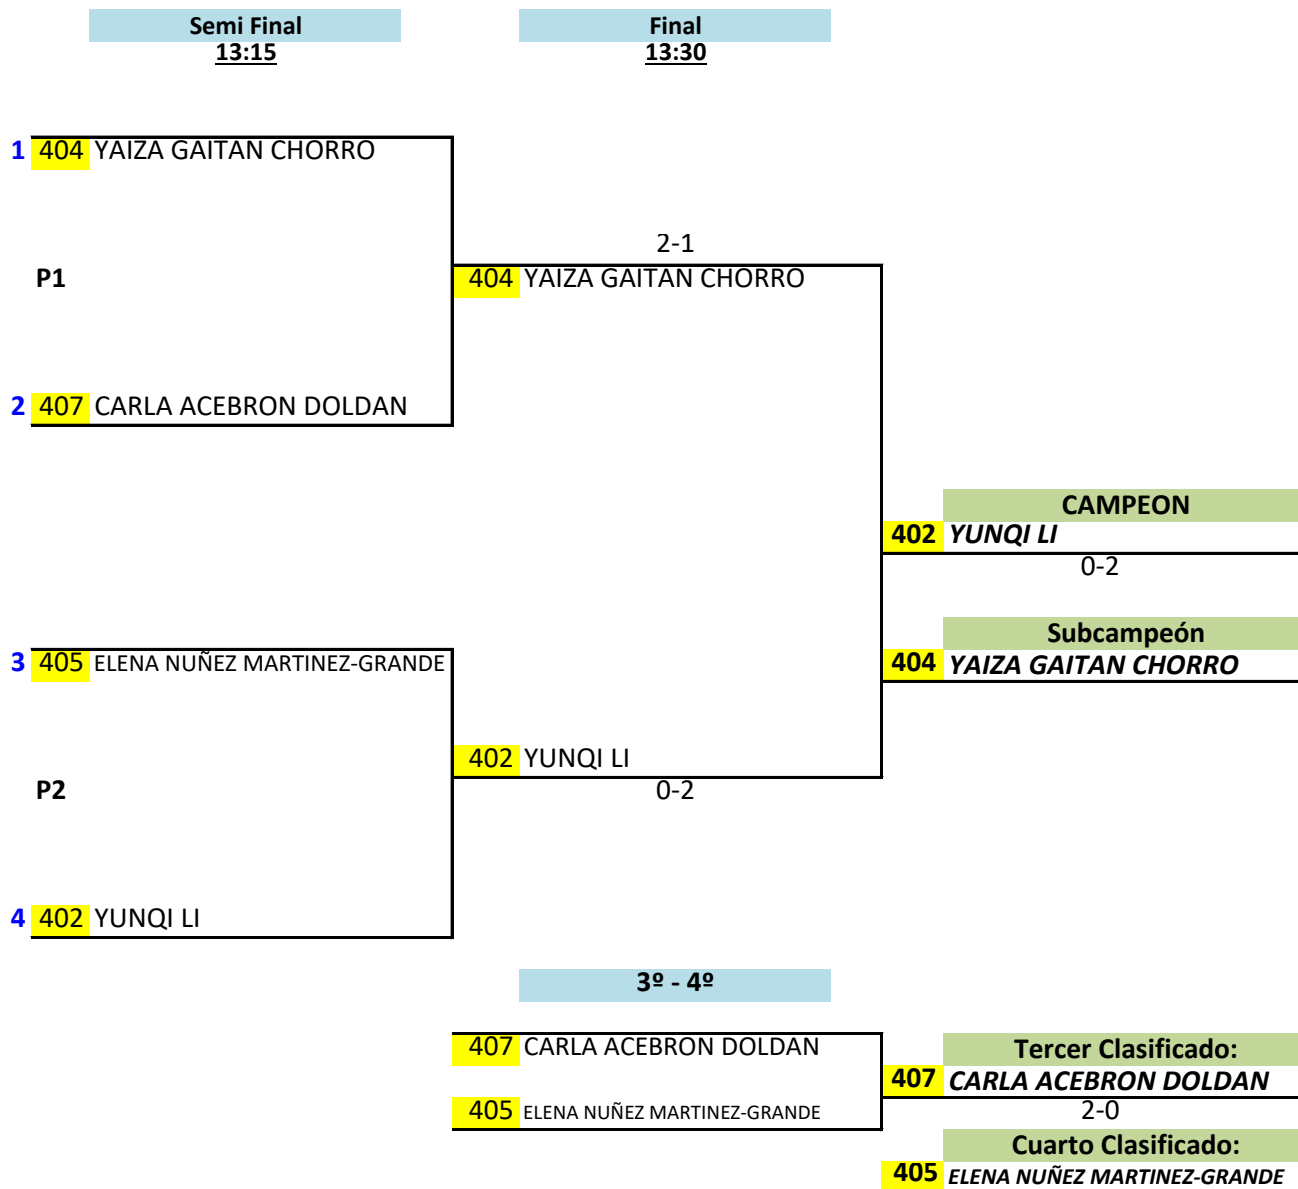 Semi Final Final
13:15 13:30
1 404 YAIZA GAITAN CHORRO
2-1
P1 404 YAIZA GAITAN CHORRO
2 407 CARLA ACEBRON DOLDAN
CAMPEON
402 YUNQI LI
0-2
Subcampeón
3 405 ELENA NUÑEZ MARTINEZ-GRANDE 404 YAIZA GAITAN CHORRO
402 YUNQI LI
P2 0-2
4 402 YUNQI LI
3º - 4º
407 CARLA ACEBRON DOLDAN Tercer Clasificado:
407 CARLA ACEBRON DOLDAN
405 ELENA NUÑEZ MARTINEZ-GRANDE 2-0
Cuarto Clasificado:
405 ELENA NUÑEZ MARTINEZ-GRANDE